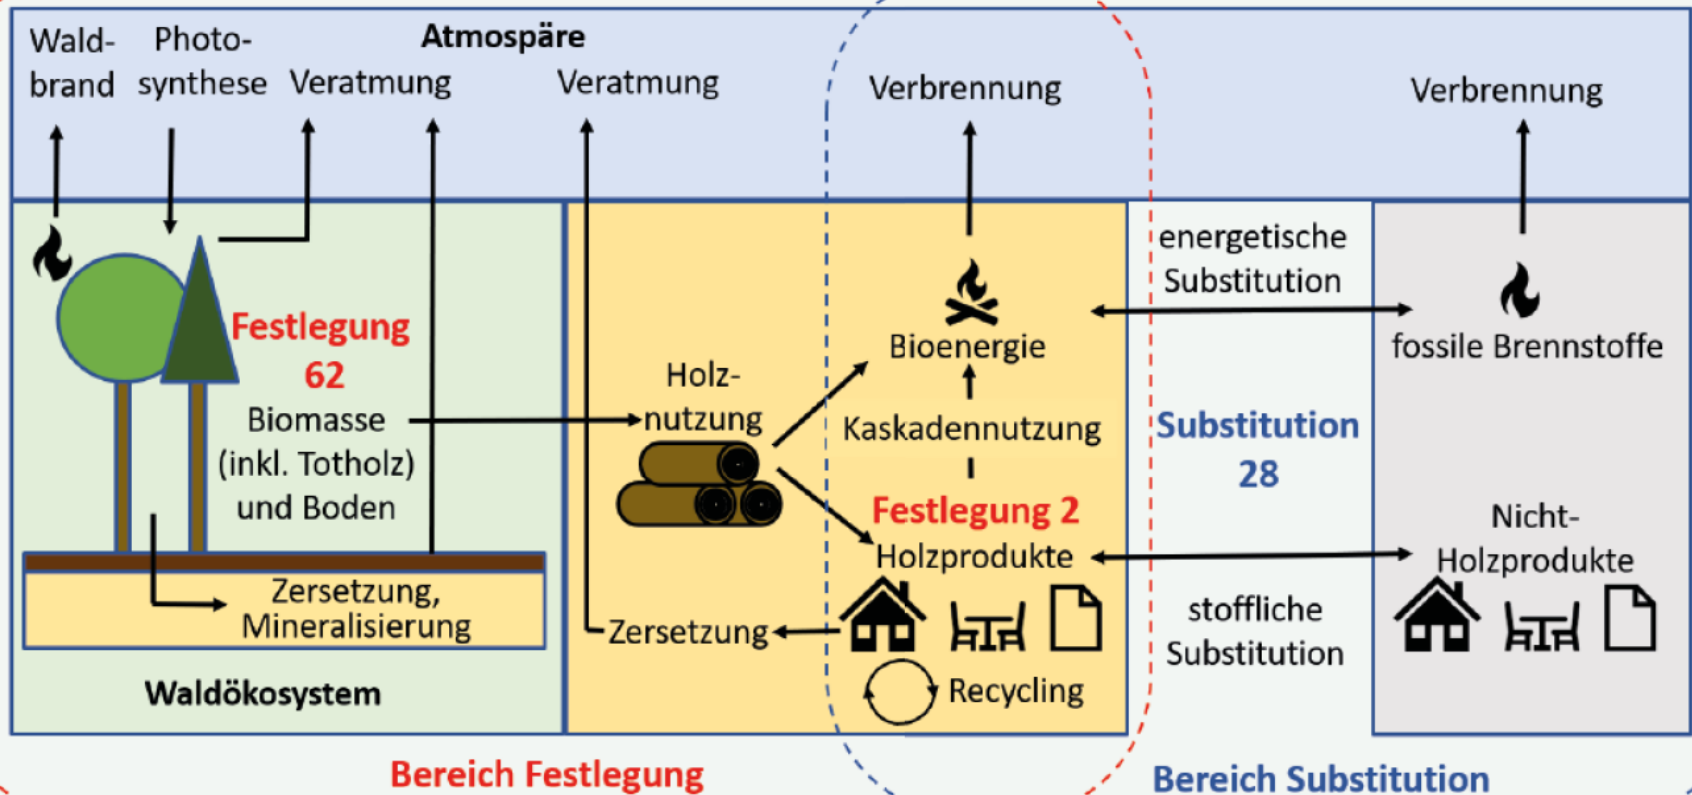 Atmospäre
Wald-
brand
Photo-
synthese
Veratmung
Veratmung
Verbrennung
Verbrennung
Festlegung
62
Biomasse
(inkl. Totholz)
und Boden
Zersetzung,
Mineralisierung
Waldökosystem
Holz-
nutzung
Bioenergie
Kaskadennutzung
Festlegung 2
Holzprodukte
Zersetzung
Recycling
energetische
Substitution
Substitution
28
stoffliche
Substitution
fossile Brennstoffe
Nicht-
Holzprodukte
Bereich Festlegung
Bereich Substitution